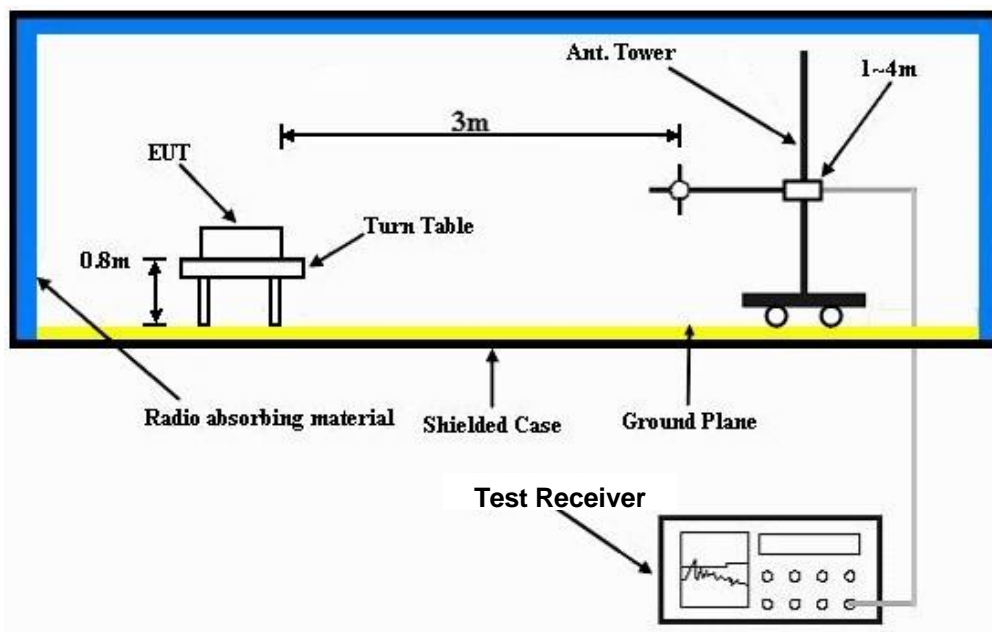 Ant. Tower
1~4m
3m
EUT
Turn Table
0.8m
Radio absorbing material
Shielded Case
Ground Plane
Test Receiver